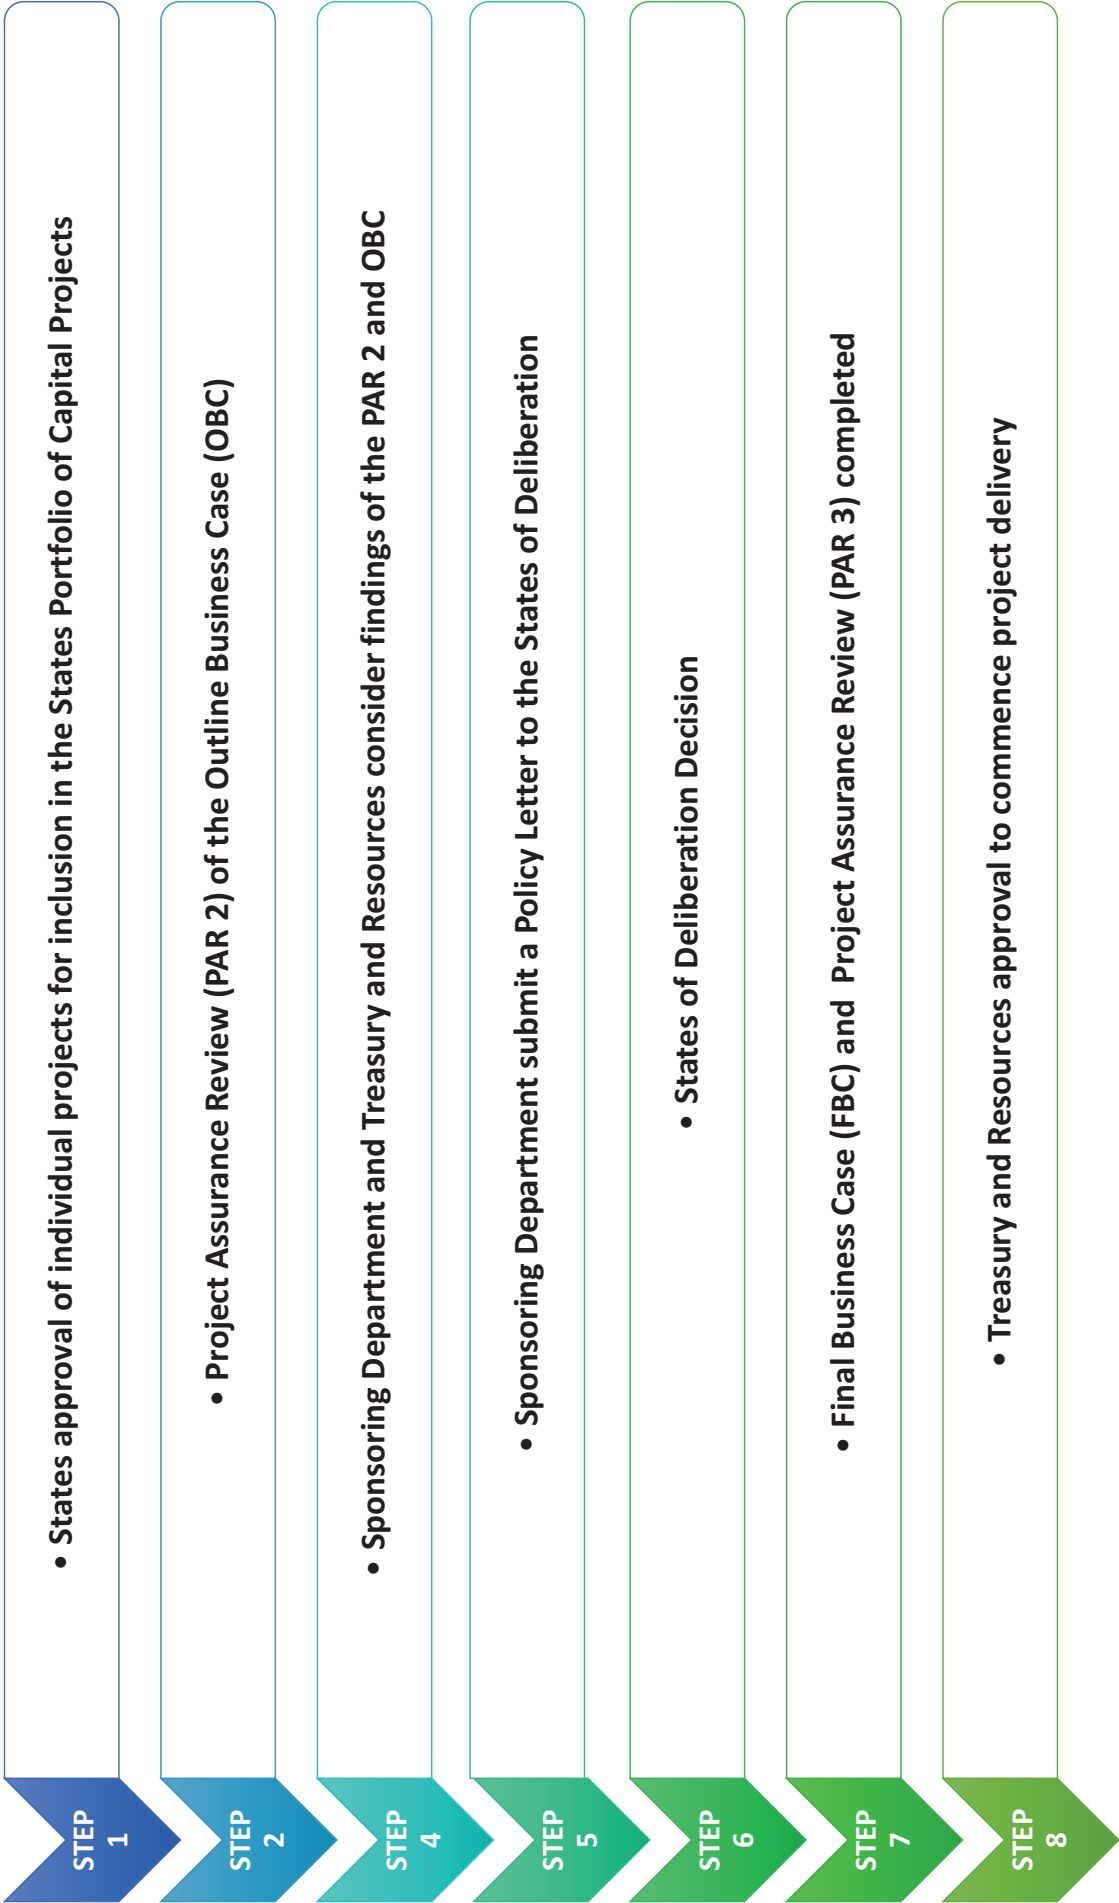 STEP
1
• States approval of individual projects for inclusion in the States Portfolio of Capital Projects
STEP
2
• Project Assurance Review (PAR 2) of the Outline Business Case (OBC)
STEP
4
• Sponsoring Department and Treasury and Resources consider findings of the PAR 2 and OBC
STEP
5
• Sponsoring Department submit a Policy Letter to the States of Deliberation
STEP
6
• States of Deliberation Decision
STEP
7
• Final Business Case (FBC) and  Project Assurance Review (PAR 3) completed
STEP
8
• Treasury and Resources approval to commence project delivery